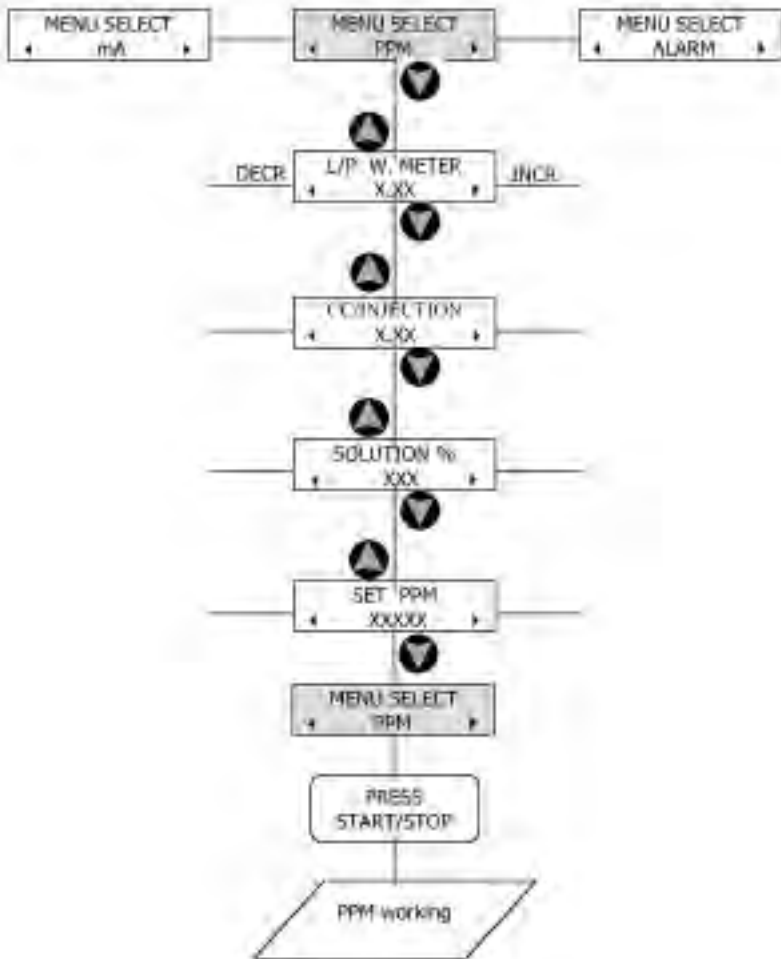 MENU SELECT
mA
MENU SELECT
PPM
MENU SELECT
ALARM
DECR
L/P W. METER
X.XX
INCR
CC/INJECTION
X.XX
SOLUTION %
XXX
SET PPM
XXXXX
MENU SELECT
PPM
PRESS
START/STOP
PPM working